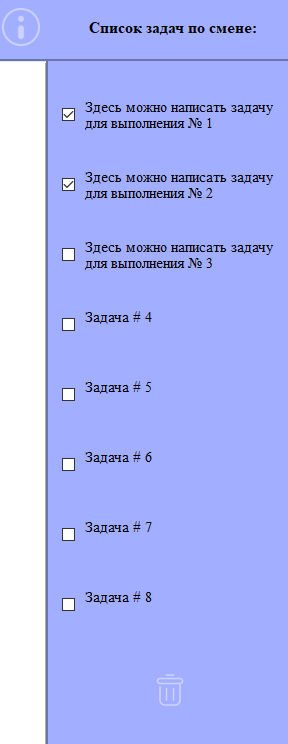 Список задач по смене:
Здесь можно написать задачу
для выполнения № 1
Здесь можно написать задачу
для выполнения № 2
Здесь можно написать задачу
для выполнения № 3
Задача # 4
Задача # 5
Задача # 6
Задача # 7
Задача # 8